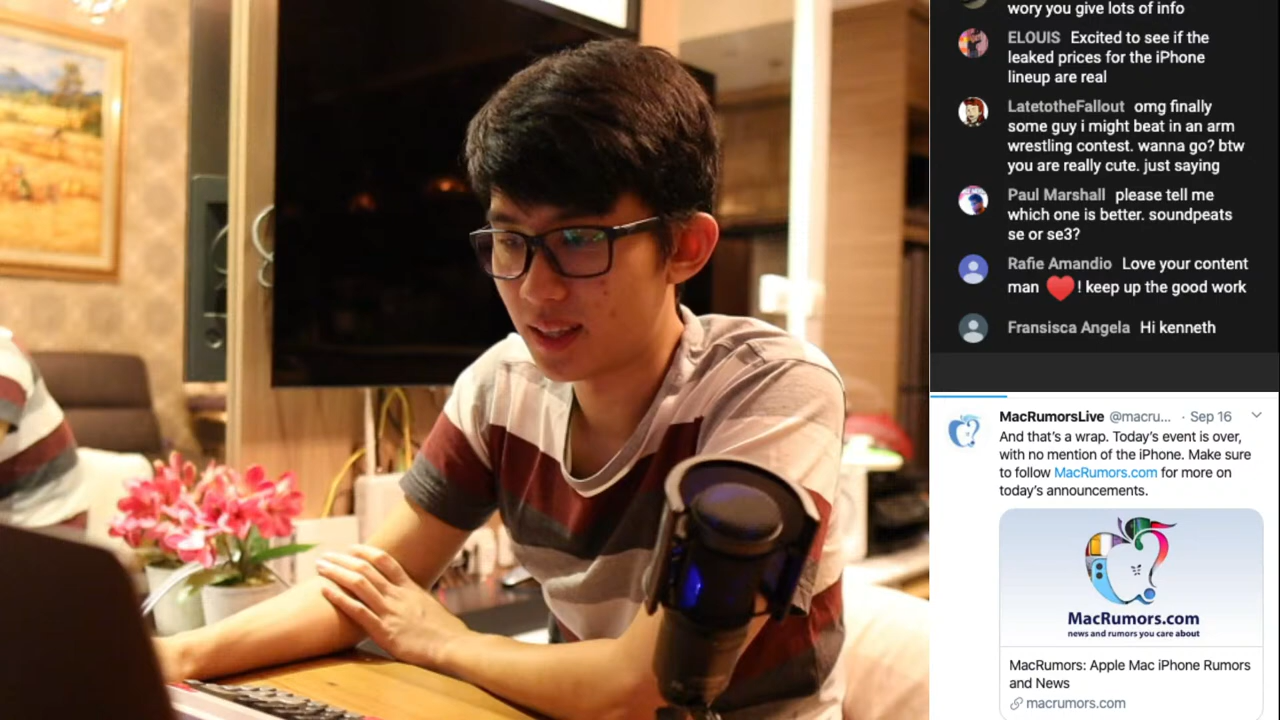 wory you give lots of info
ELOUIS Excited to see if the
leaked prices for the iPhone
lineup are real
LatetotheFallout omg finally
some guy i might beat in an arm
wrestling contest. wanna go? btw
you are really cute. just saying
Paul Marshall please tell me
which one is better. soundpeats
se or se3?
Rafie Amandio Love your content
man ❤️! keep up the good work
Fransisca Angela Hi kenneth
MacRumorsLive @macru... · Sep 16
And that's a wrap. Today's event is over,
with no mention of the iPhone. Make sure
to follow MacRumors.com for more on
today's announcements.
MacRumors.com
news and rumors you care about
MacRumors: Apple Mac iPhone Rumors
and News
macrumors.com